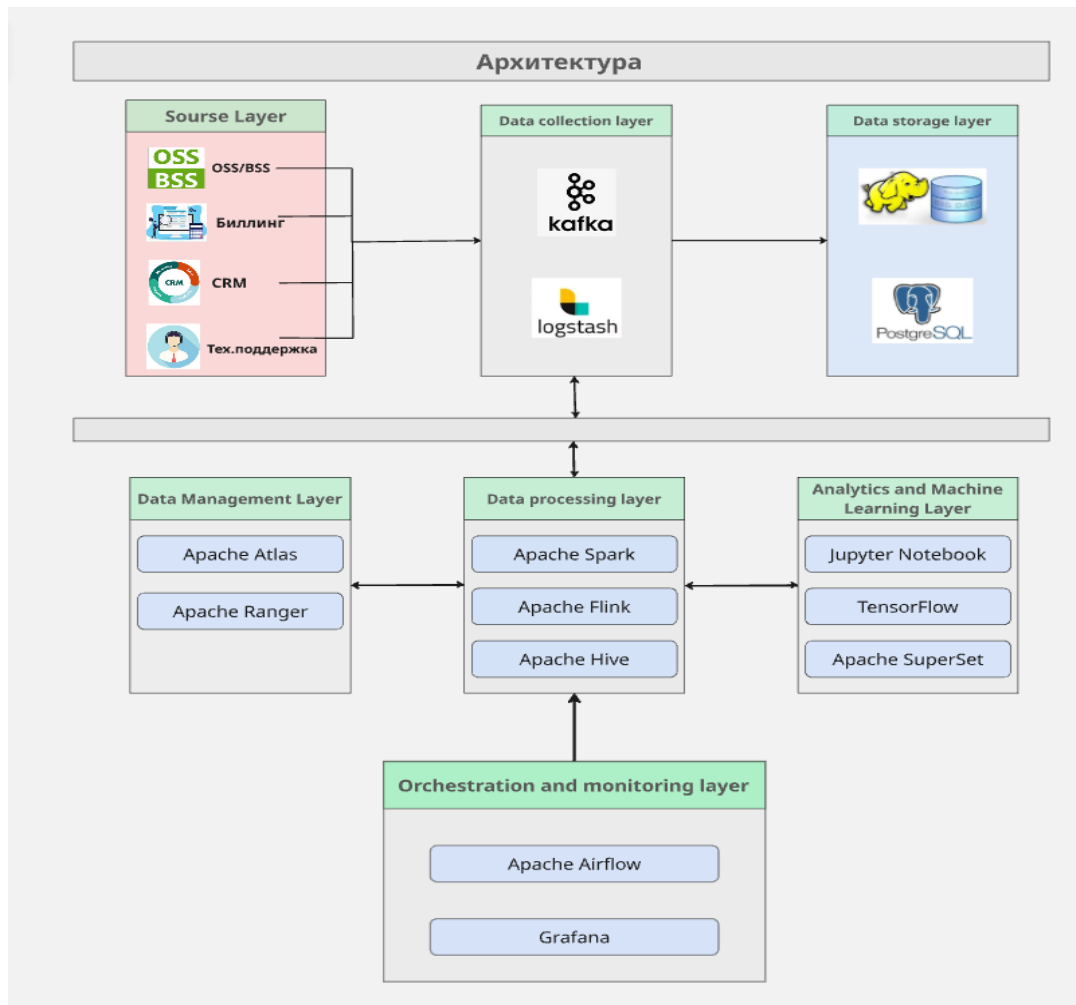 Архитектура
Sourse Layer
OSS
BSS
OSS/BSS
Биллинг
CRM
CRM
Тех.поддержка
Data collection layer
kafka
logstash
Data storage layer
PostgreSQL
Data Management Layer
Apache Atlas
Apache Ranger
Data processing layer
Apache Spark
Apache Flink
Apache Hive
Analytics and Machine
Learning Layer
Jupyter Notebook
TensorFlow
Apache SuperSet
Orchestration and monitoring layer
Apache Airflow
Grafana